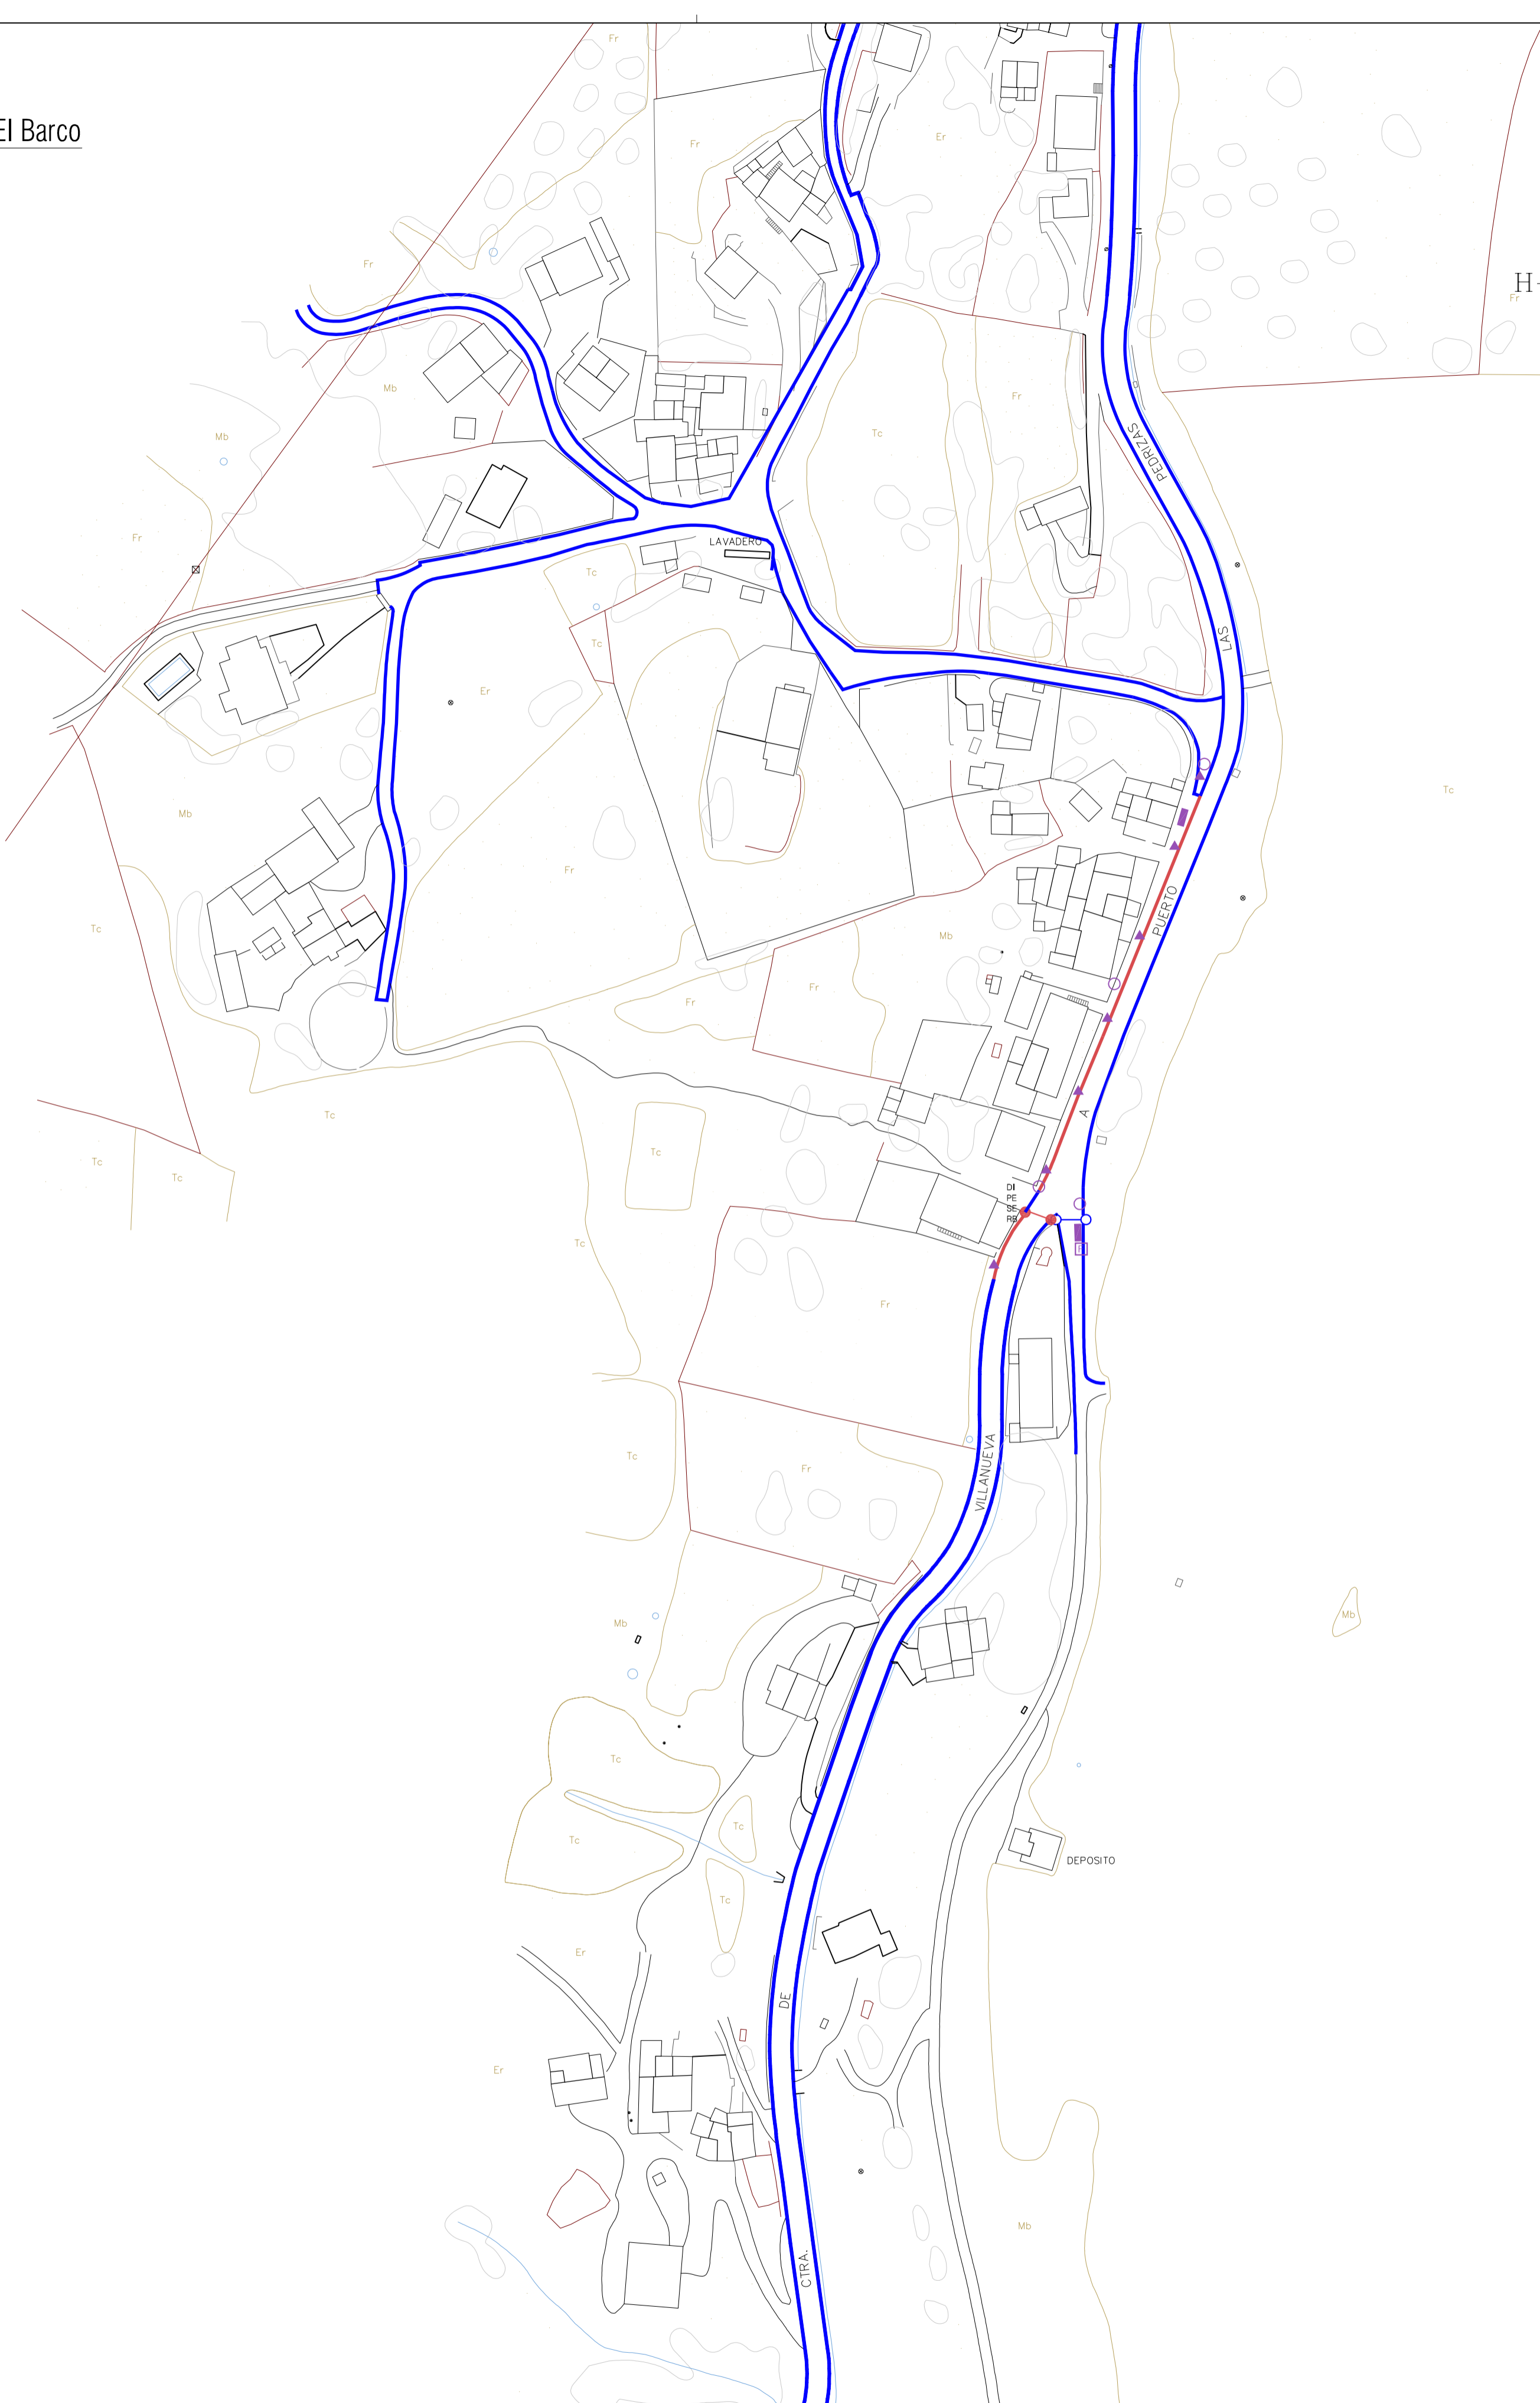 El Barco
Fr
Fr
Er
Fr
H-
Fr
Mb
Fr
Tc
Mb
PEDRIZAS
Fr
LAVADERO
Tc
Tc
LAS
Er
Tc
Mb
Fr
PUERTO
Tc
Mb
Fr
Fr
A
Tc
Tc
Tc
Tc
DI
PE
SE
Tc
Fr
Tc
VILLANUEVA
Fr
Mb
Mb
Tc
Tc
Tc
DEPOSITO
Tc
Er
DE
Er
Mb
CTRA.